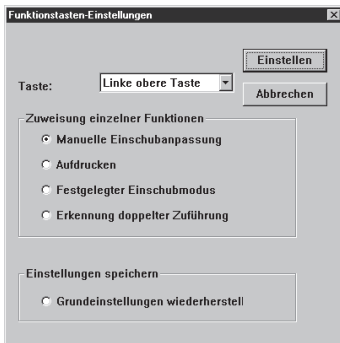 Funktionstasten-Einstellungen
Einstellen
Taste:
Linke obere Taste
Abbrechen
Zuweisung einzelner Funktionen
Manuelle Einschubanpassung
Aufdrucken
Festgelegter Einschubmodus
Erkennung doppelter Zuführung
Einstellungen speichern
Grundeinstellungen wiederherstell